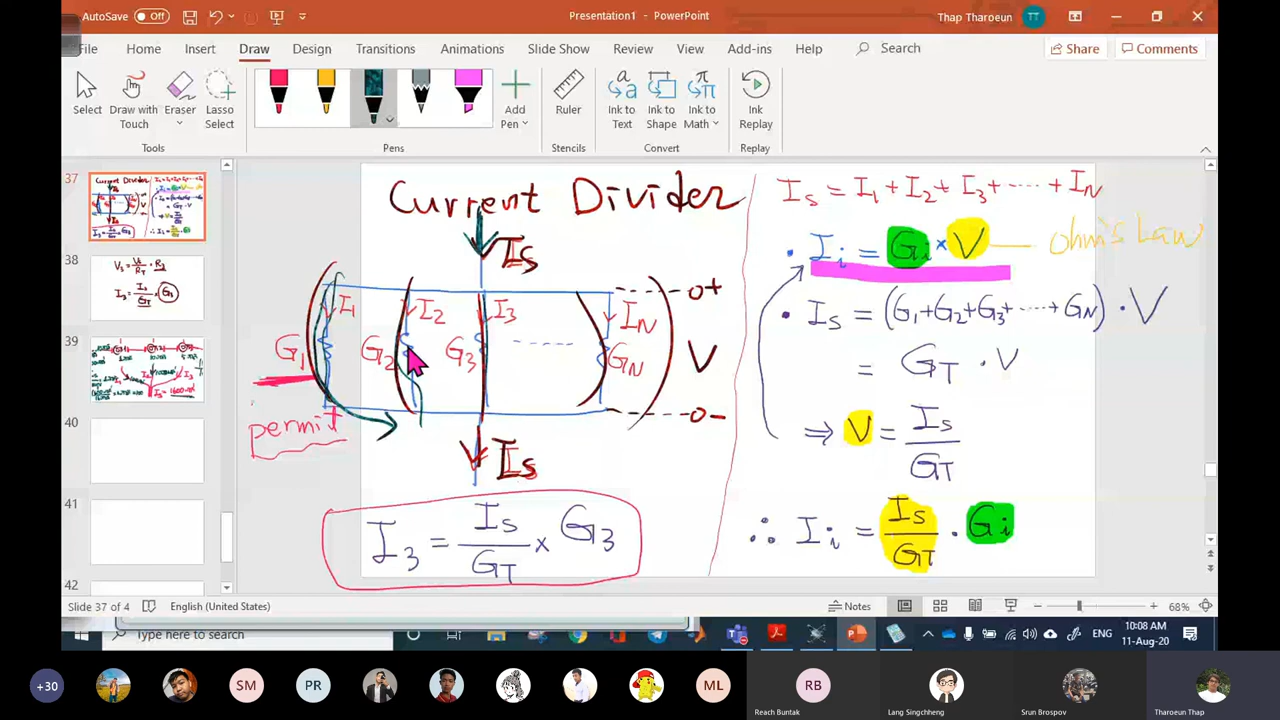 AutoSave Off Presentation1 - PowerPoint Thap Tharoeun TT
File Home Insert Draw Design Transitions Animations Slide Show Review View Add-ins Help Search Share Comments
Select Draw with Touch Eraser Lasso Select Add Pen Ruler Ink to Text Ink to Shape Ink to Math Ink Replay
Tools Pens Stencils Convert Replay
37
38
39
40
41
42
Current Divider
Is
I1 I2 I3 IN
G1 G2 G3 GN
0+
V
0-
permit
Is
I3 = Is/GT × G3
Is = I1 + I2 + I3 + ---- + IN
• Ii = Gi × V — ohm's Law
• Is = (G1+G2+G3+ ---- + GN) · V
= GT · V
⇒ V = Is/GT
∴ Ii = Is/GT · Gi
Slide 37 of 4 English (United States) Notes 68%
Type here to search ENG 10:08 AM
11-Aug-20
+30 SM PR ML RB
Reach Buntak Lang Singchheng Srun Brospov Tharoeun Thap